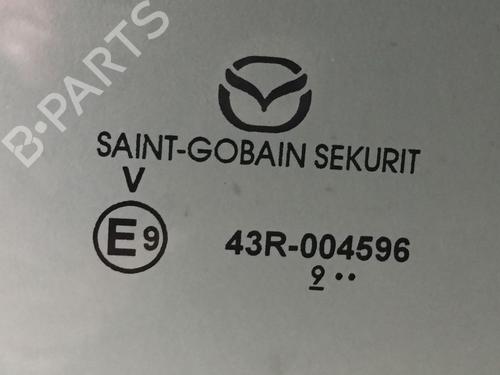 B-PARTS
SAINT-GOBAIN SEKURIT
V
E9 43R-004596
9 ••